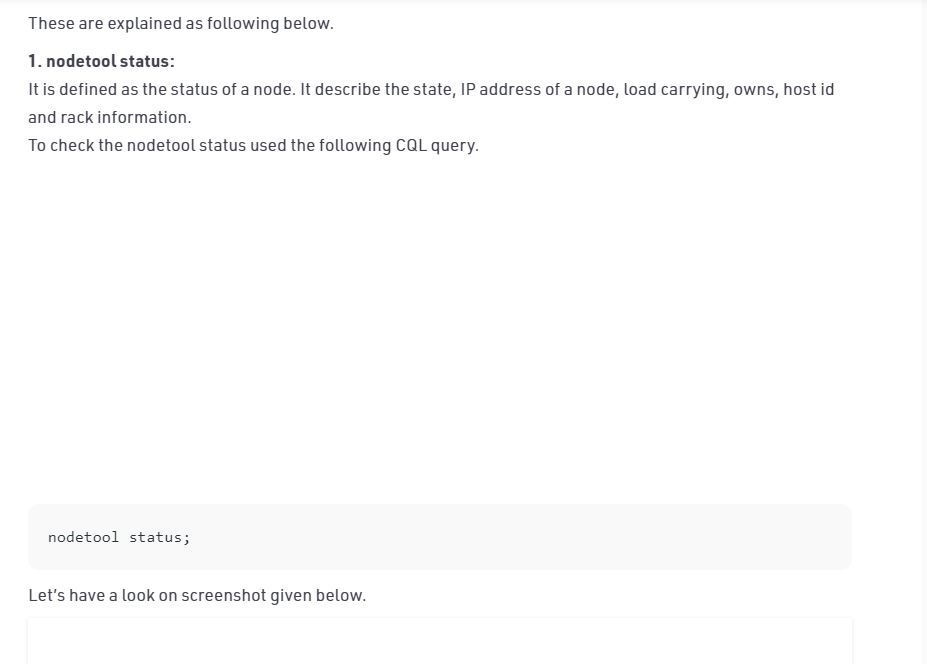 These are explained as following below.
1. nodetool status:
It is defined as the status of a node. It describe the state, IP address of a node, load carrying, owns, host id
and rack information.
To check the nodetool status used the following CQL query.
nodetool status;
Let’s have a look on screenshot given below.